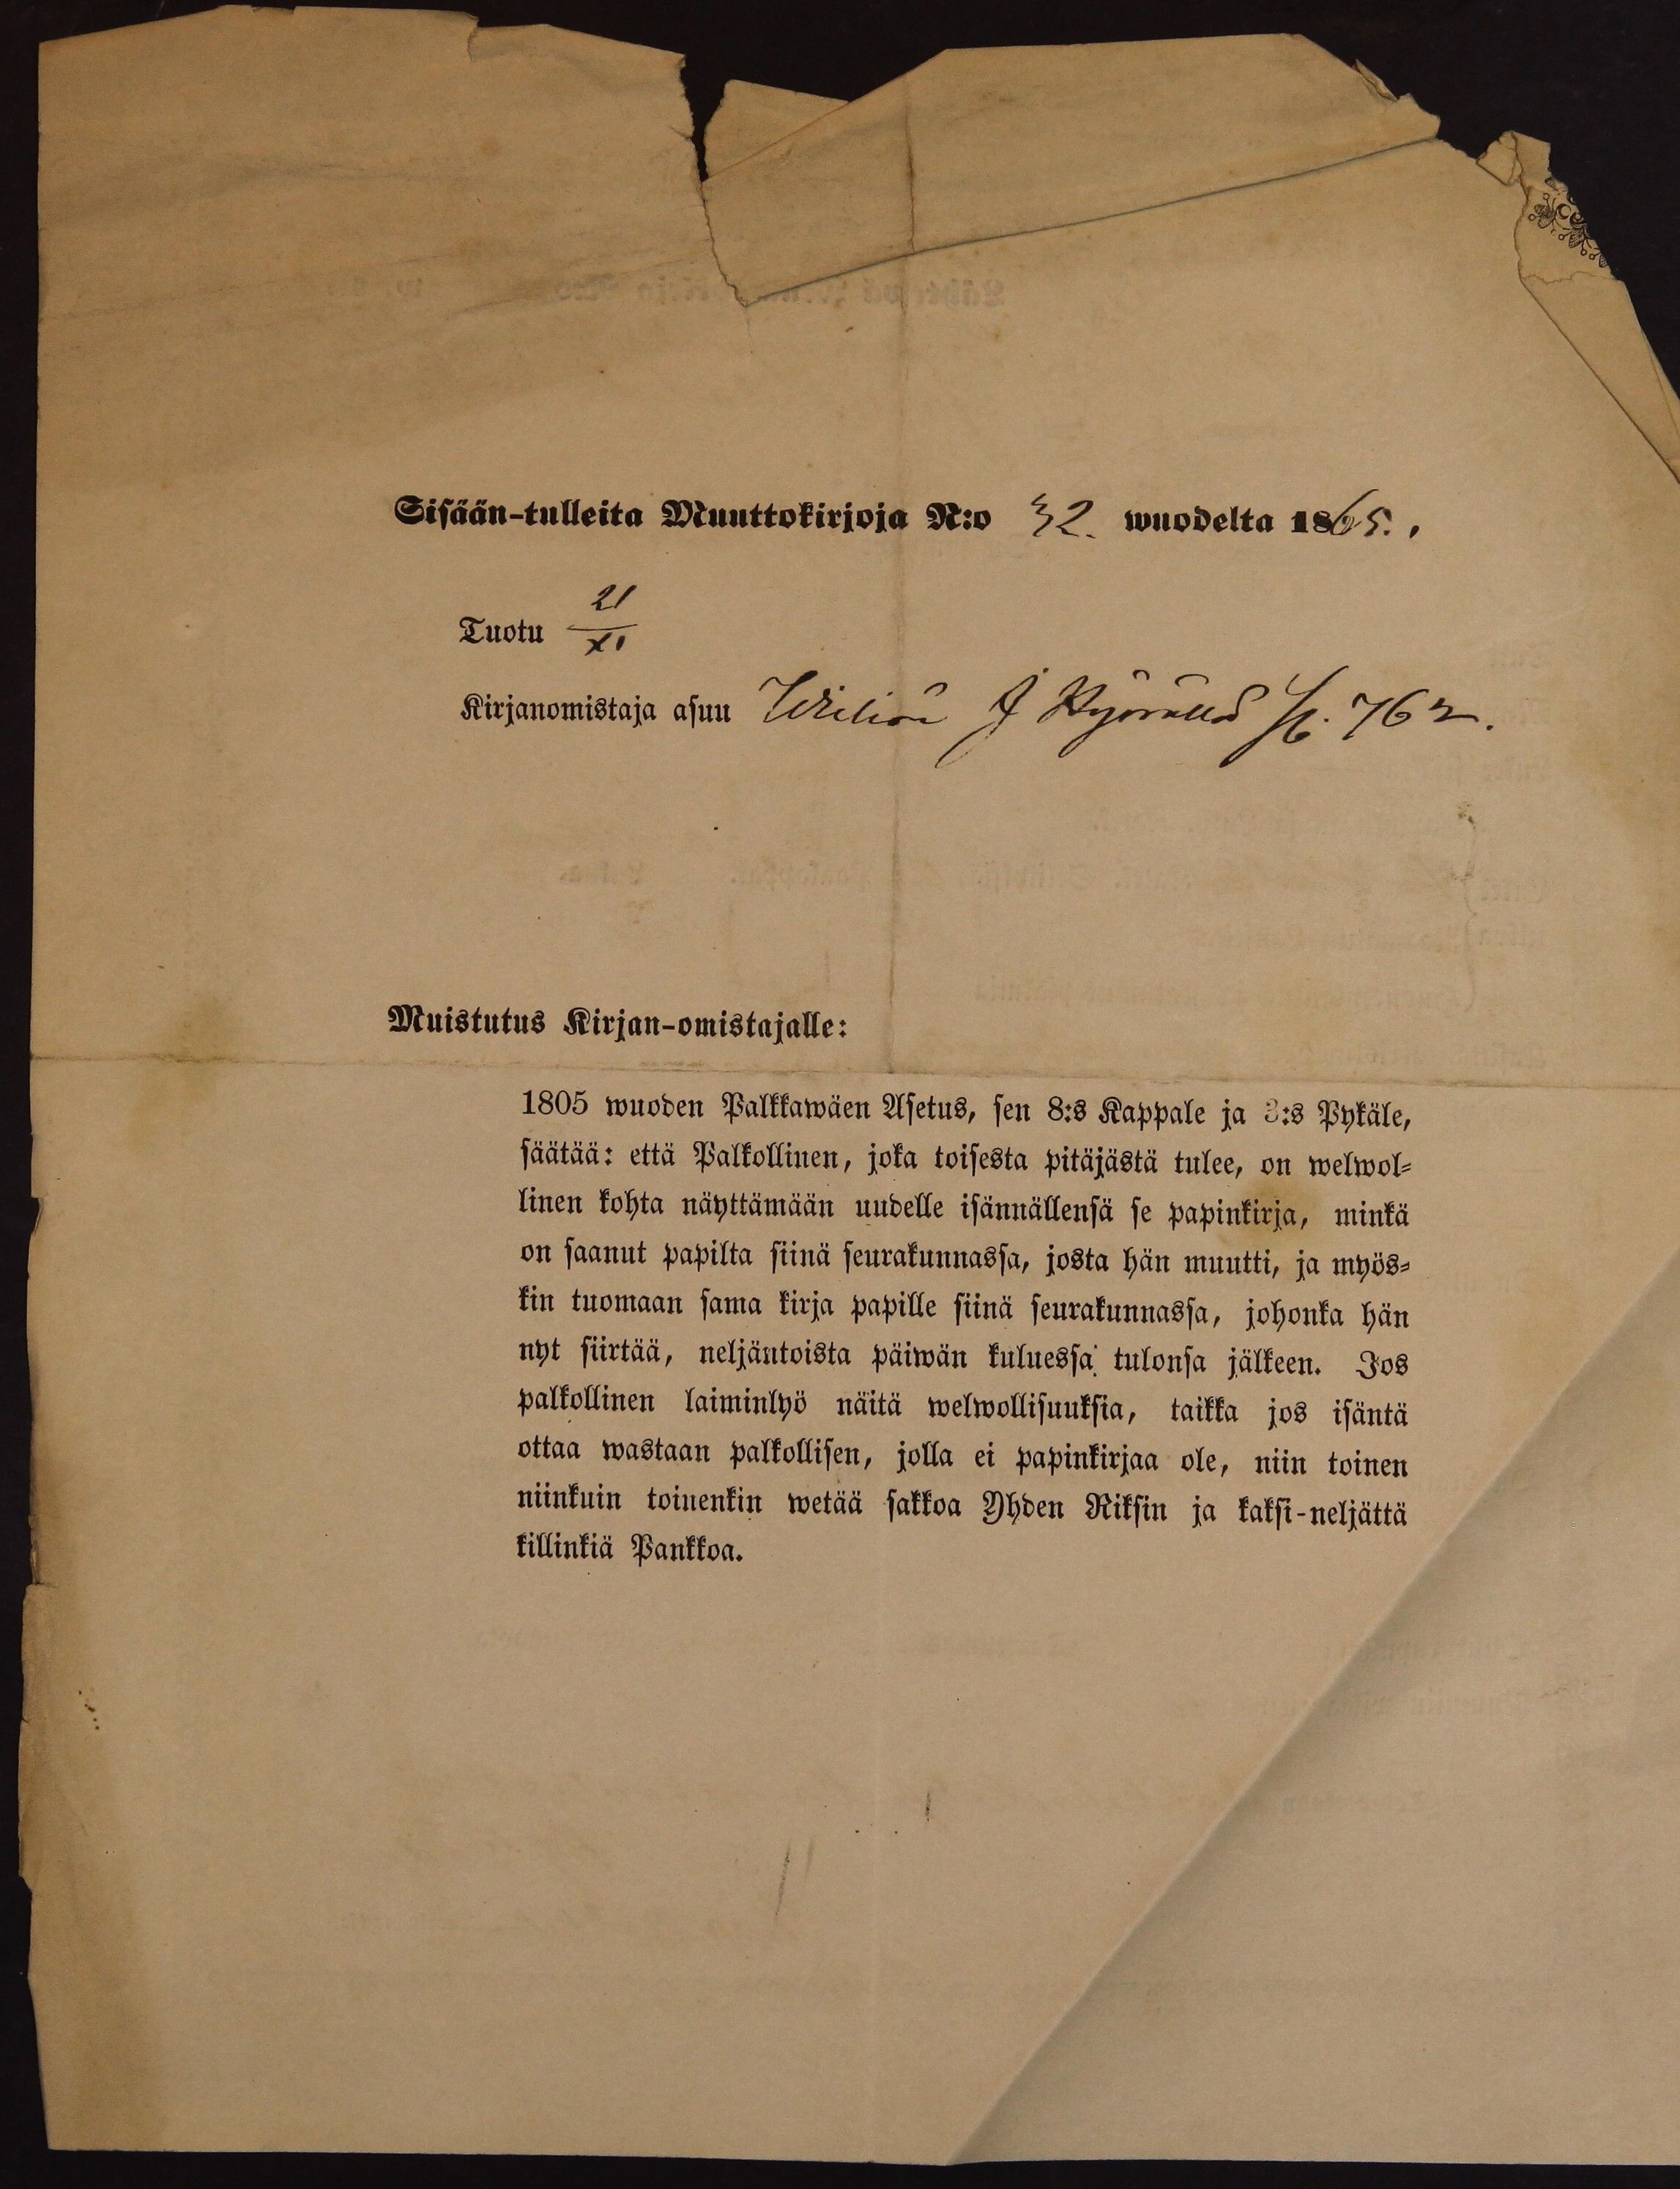 Sisään-tulleita Muuttokirjoja N:o 32. wuodelta 1865.
Tuotu 21/XI
Kirjanomistaja asuu 762.
Muistutus Kirjan-omistajalle:
1805 wuoden Palkkawäen Asetus, sen 8:s Kappale ja 3:s Pykäle,
säätää: että Palkollinen, joka toisesta pitäjästä tulee, on welwol-
linen kohta näyttämään uudelle isännällensä se papinkirja, minkä
on saanut papilta siinä seurakunnassa, josta hän muutti, ja myös-
kin tuomaan sama kirja papille siinä seurakunnassa, johonka hän
nyt siirtää, neljäntoista päiwän kuluessa tulonsa jälkeen. Jos
palkollinen laiminlyö näitä welwollisuuksia, taikka jos isäntä
ottaa wastaan palkollisen, jolla ei papinkirjaa ole, niin toinen
niinkuin toinenkin wetää sakkoa Yhden Riksin ja kaksi-neljättä
killinkiä Pankkoa.